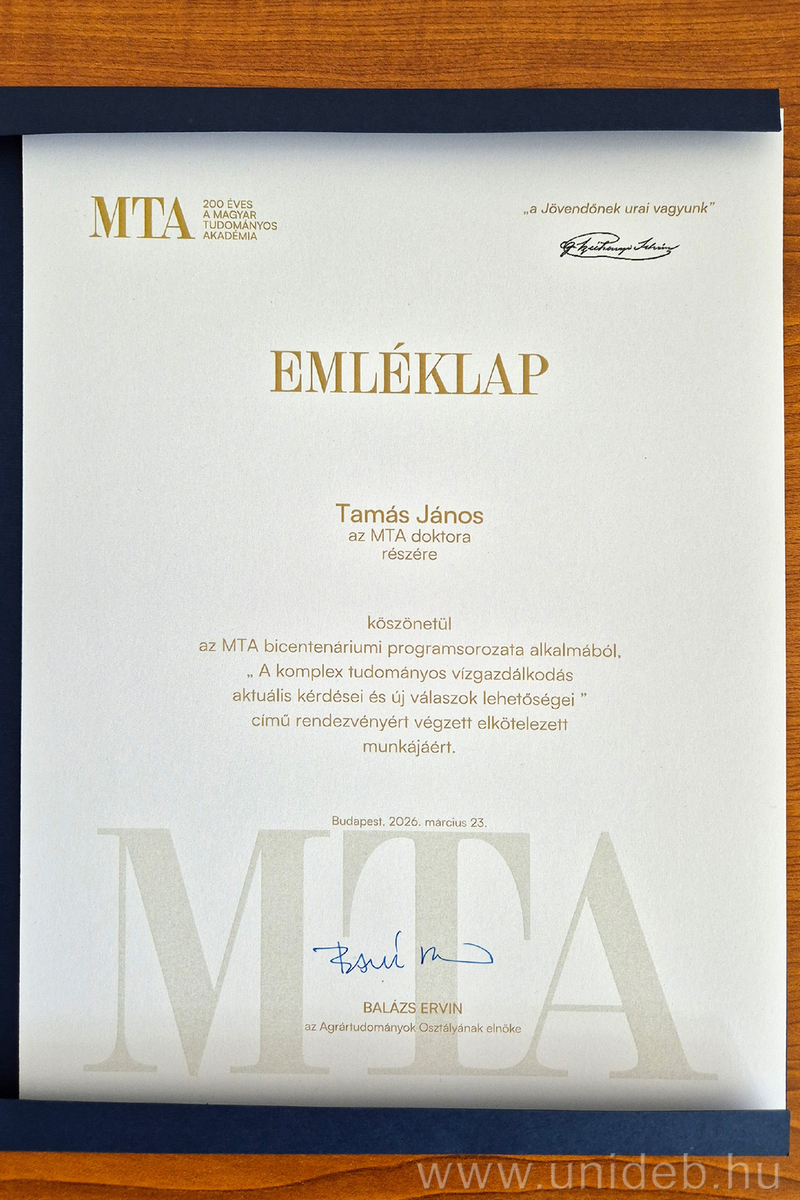 MTA
200 ÉVES
A MAGYAR
TUDOMÁNYOS
AKADÉMIA
„a Jövendőnek urai vagyunk”
Széchenyi István
EMLÉKLAP
Tamás János
az MTA doktora
részére
köszönetül
az MTA bicentenáriumi programsorozata alkalmából,
„ A komplex tudományos vízgazdálkodás
aktuális kérdései és új válaszok lehetőségei ”
című rendezvényért végzett elkötelezett
munkájáért.
Budapest, 2026. március 23.
MTA
BALÁZS ERVIN
az Agrártudományok Osztályának elnöke
www.unideb.hu